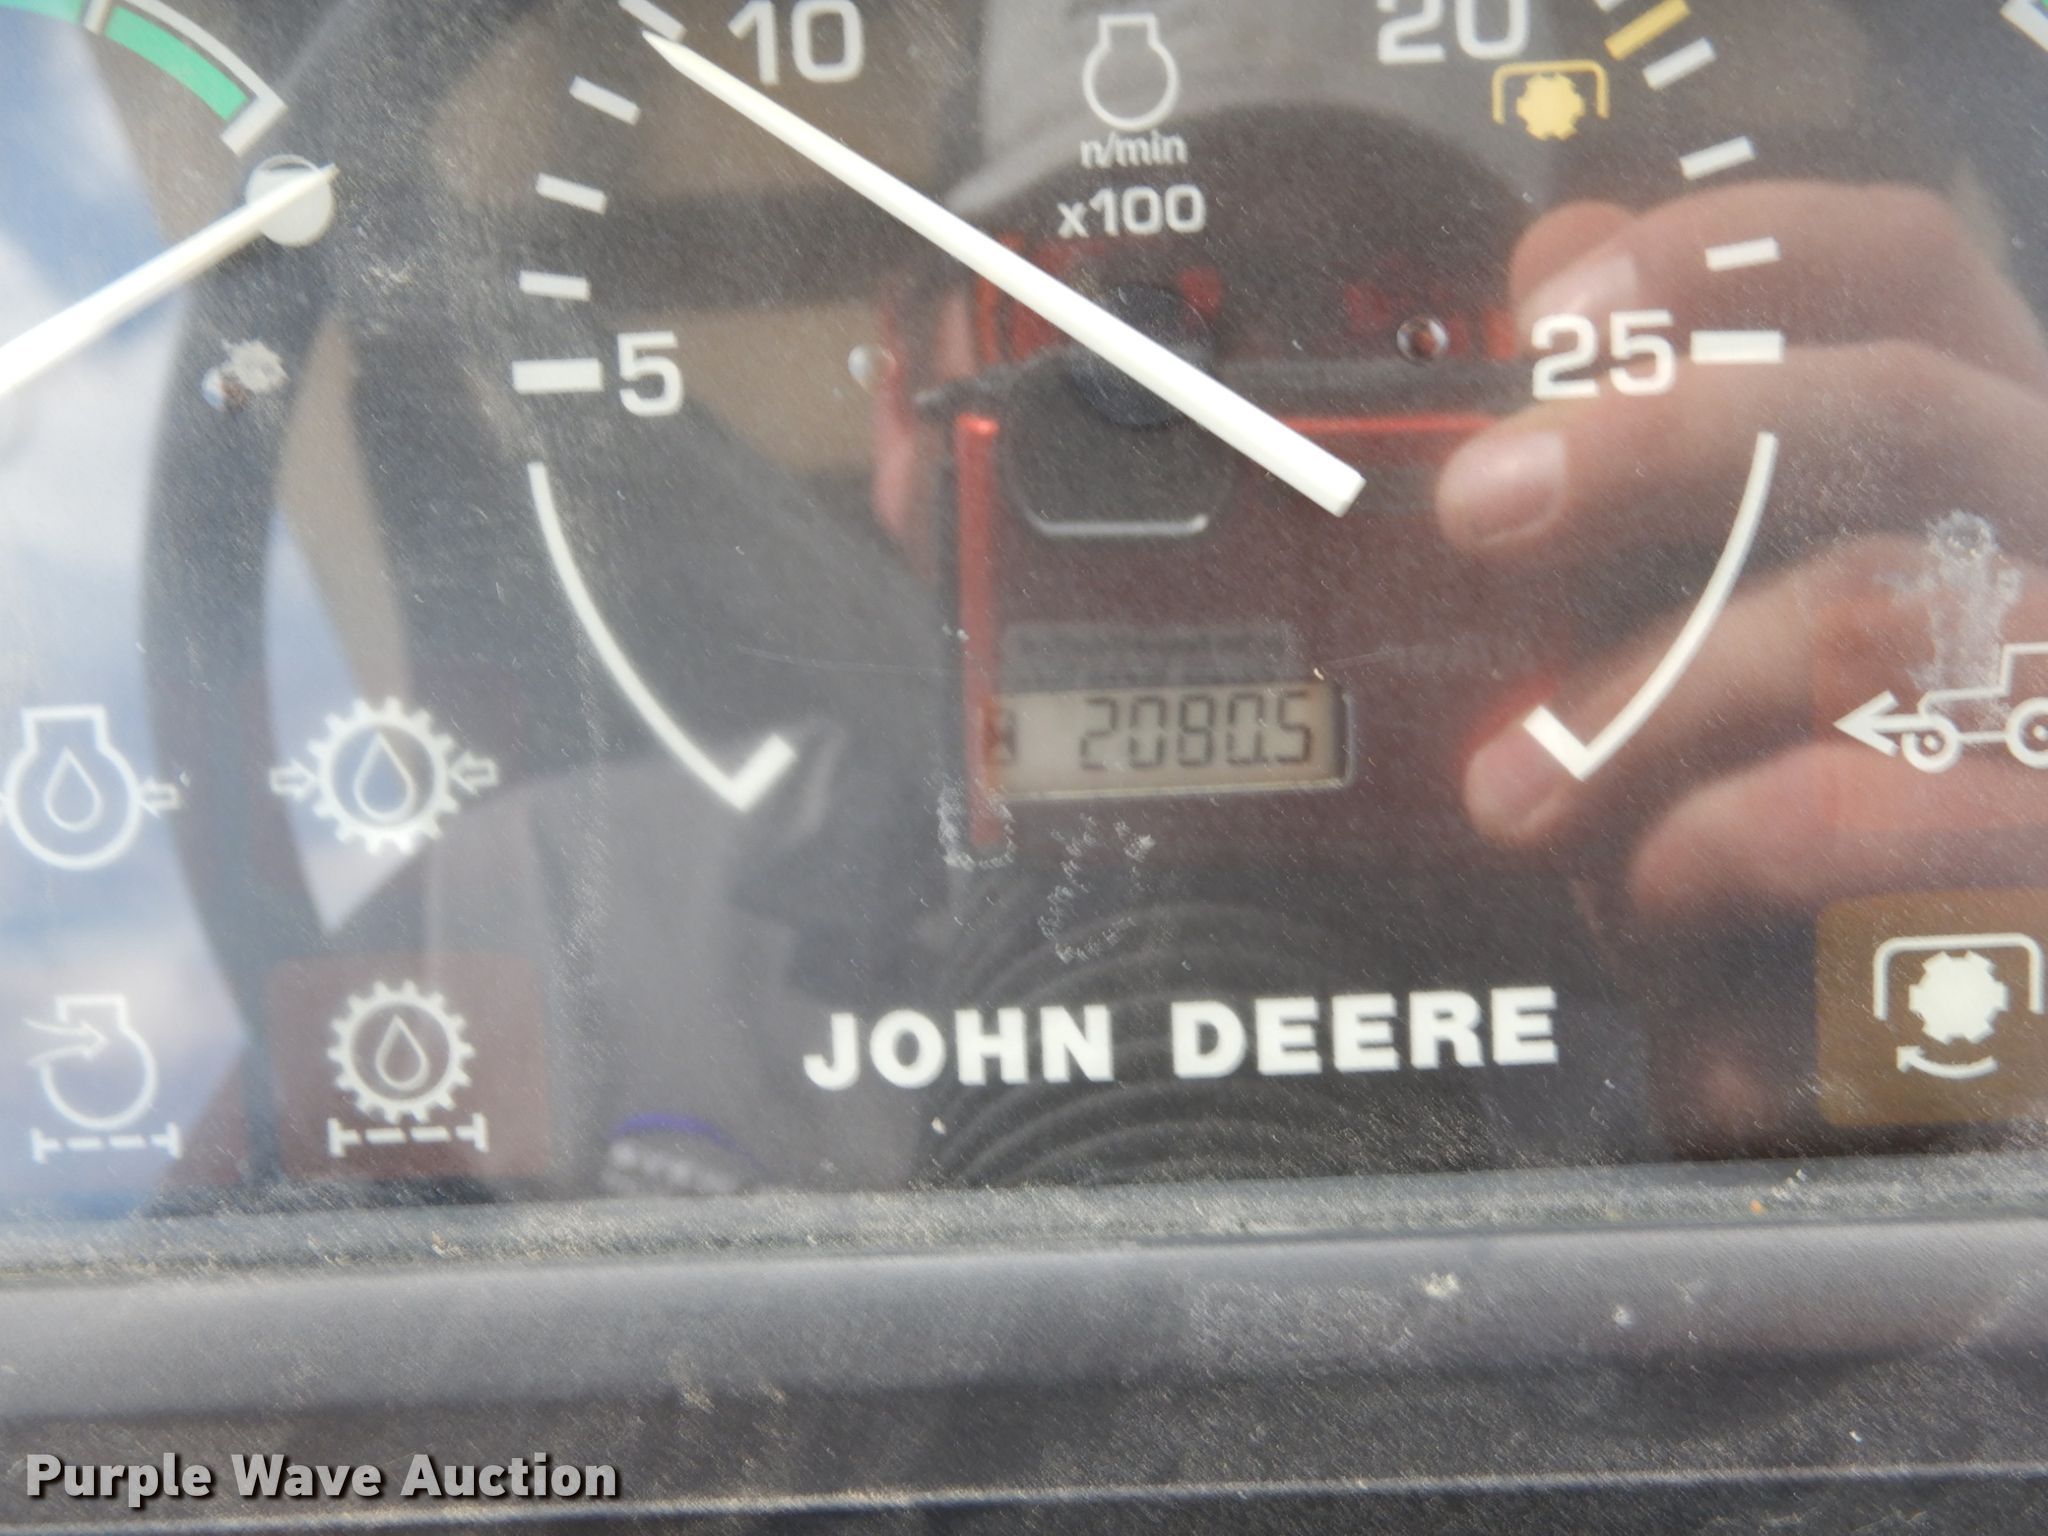 10
20
n/min
x100
5
25
2080.5
JOHN DEERE
Purple Wave Auction